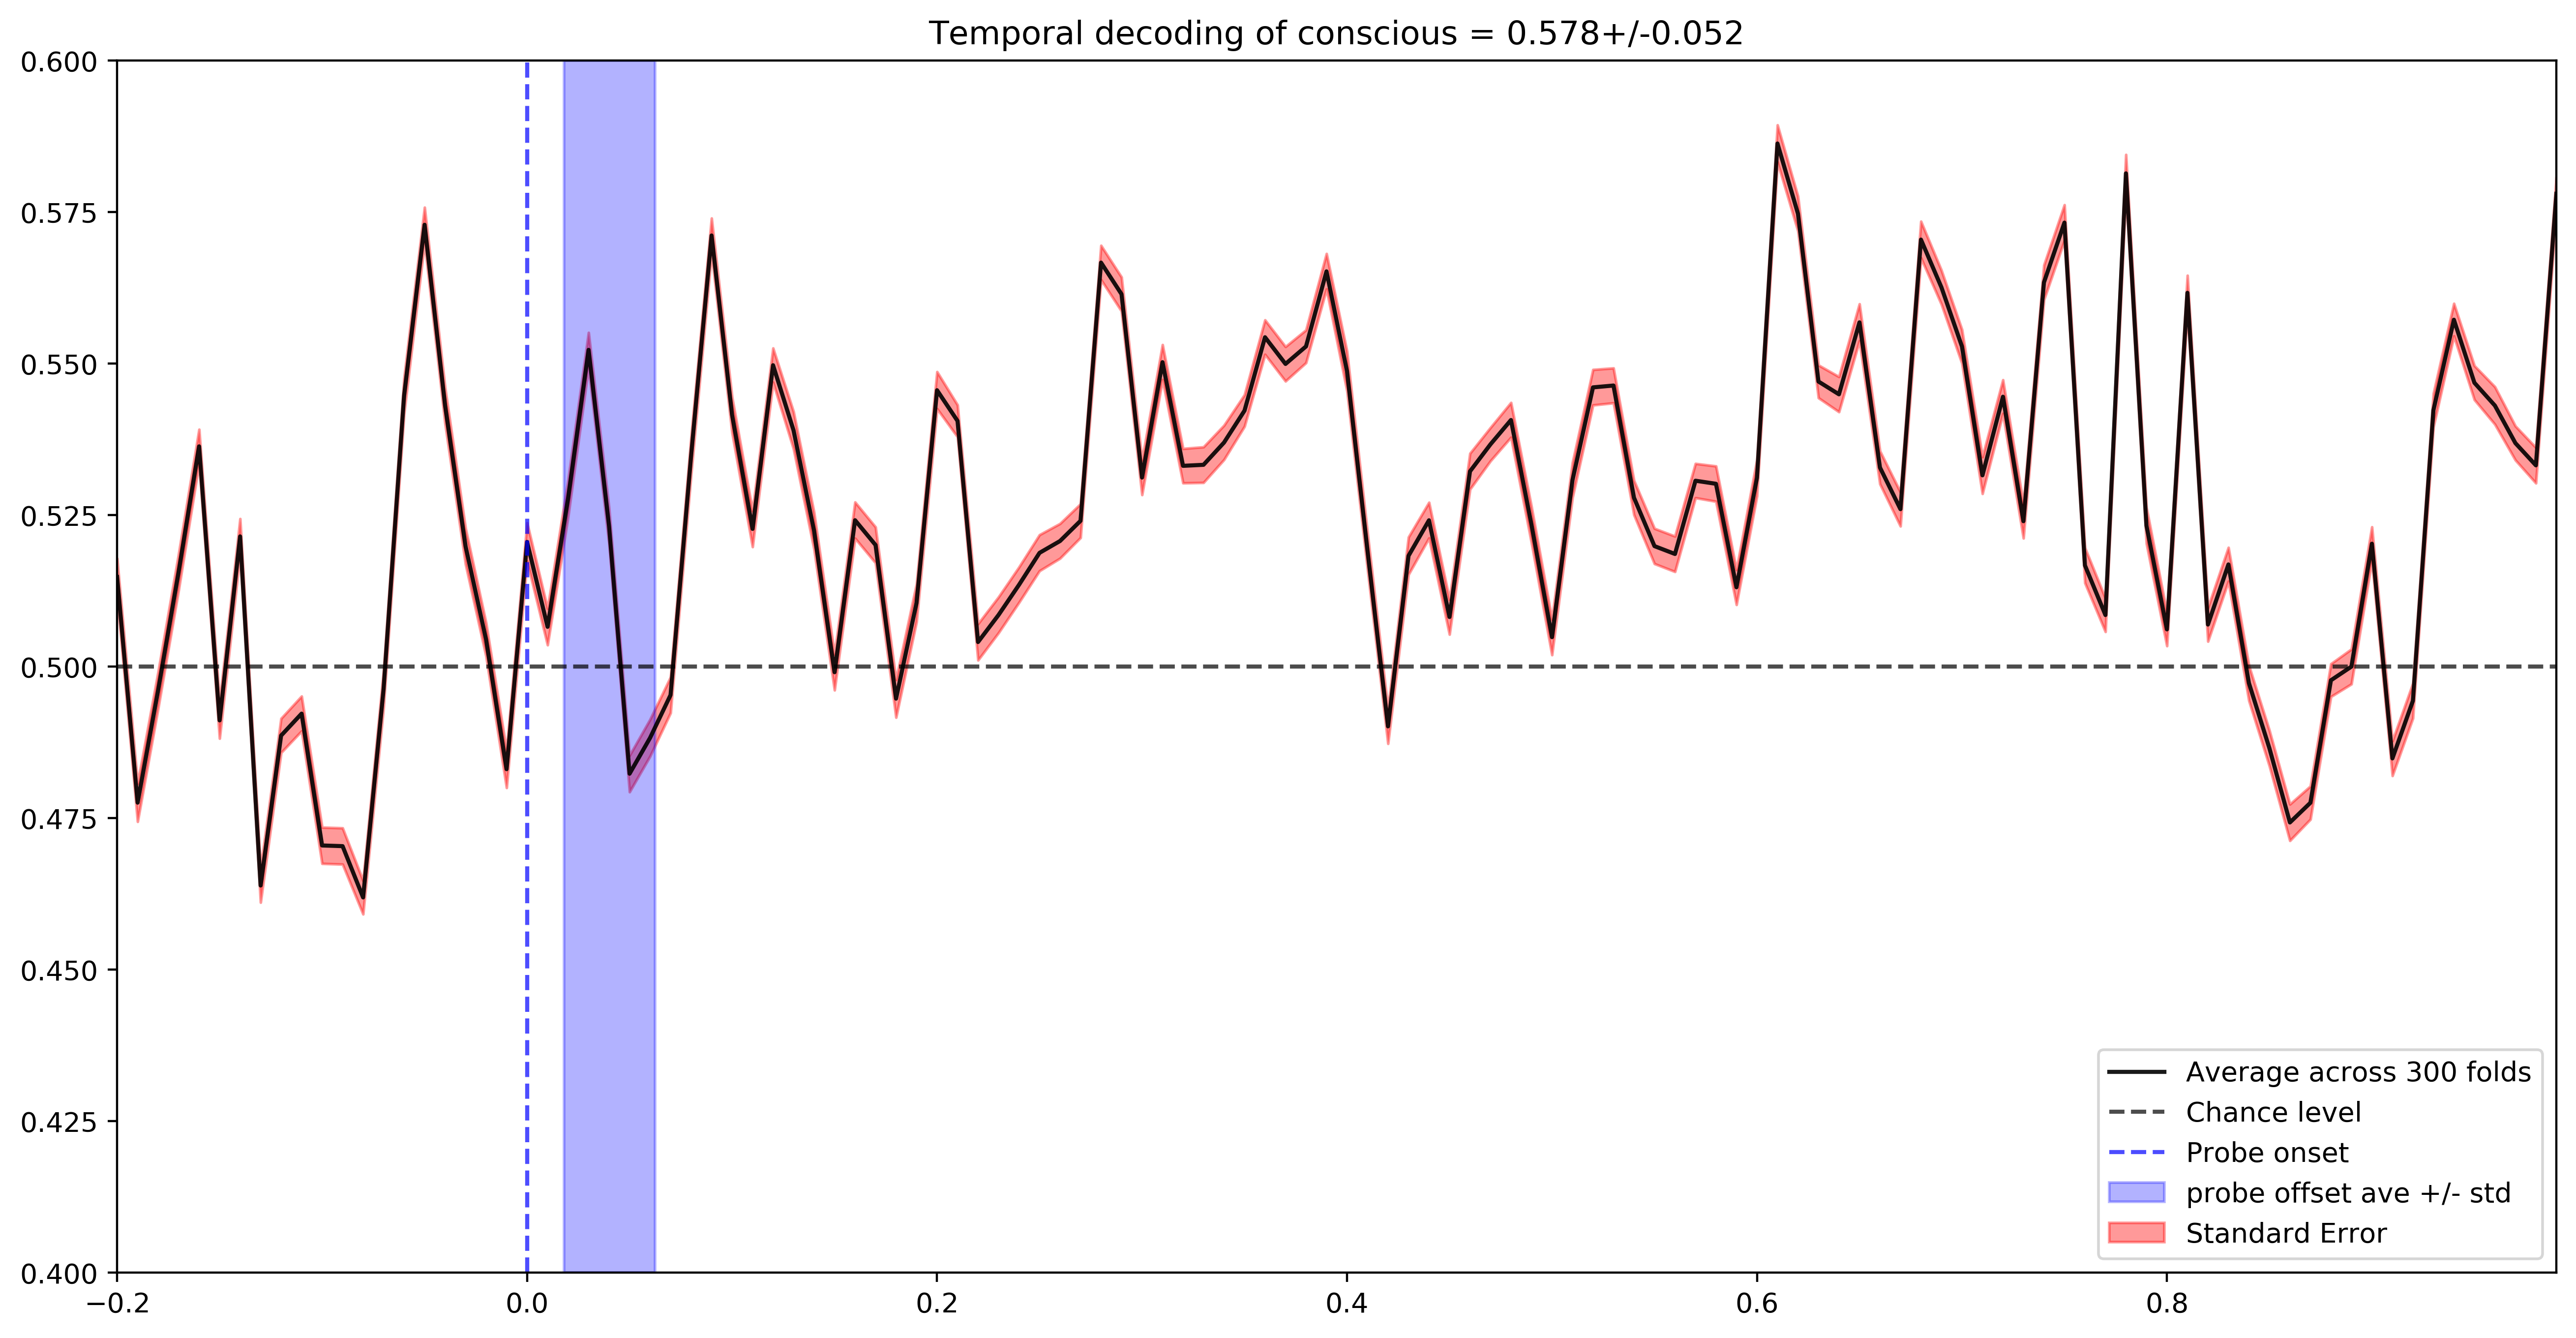 Temporal decoding of conscious = 0.578+/-0.052
0.600
0.575
0.550
0.525
0.500
0.475
0.450
0.425
0.400
−0.2
0.0
0.2
0.4
0.6
0.8
Average across 300 folds
Chance level
Probe onset
probe offset ave +/- std
Standard Error